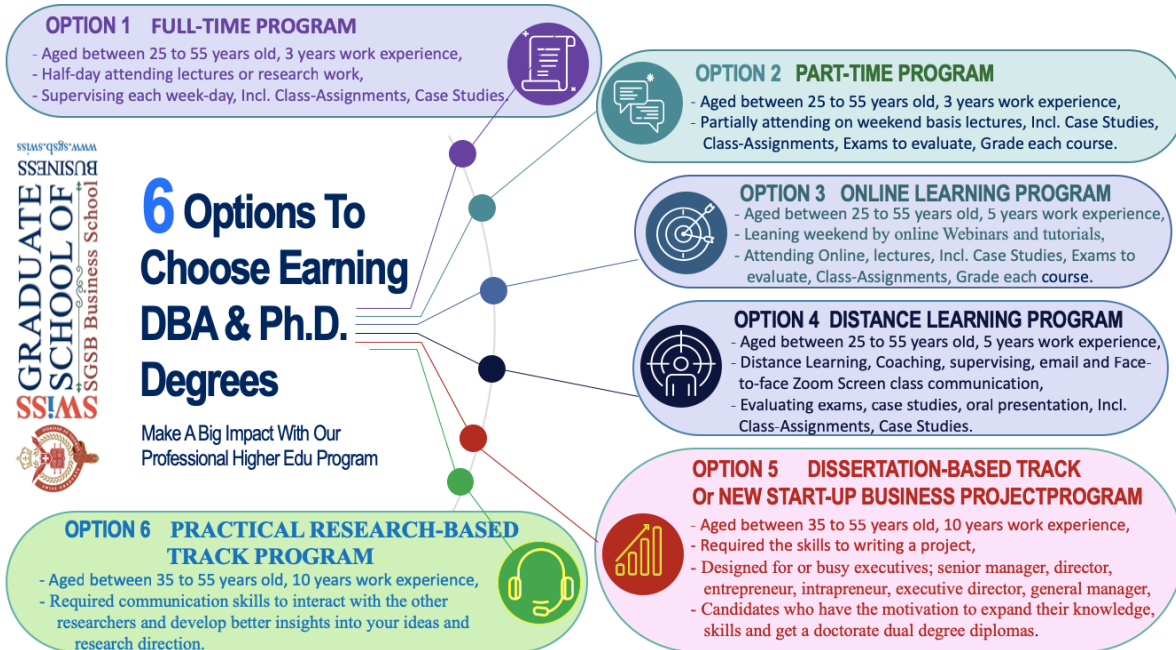 OPTION 1 FULL-TIME PROGRAM
- Aged between 25 to 55 years old, 3 years work experience,
- Half-day attending lectures or research work,
- Supervising each week-day, Incl. Class-Assignments, Case Studies.
OPTION 2 PART-TIME PROGRAM
- Aged between 25 to 55 years old, 3 years work experience,
- Partially attending on weekend basis lectures, Incl. Case Studies,
Class-Assignments, Exams to evaluate, Grade each course.
OPTION 3 ONLINE LEARNING PROGRAM
- Aged between 25 to 55 years old, 5 years work experience,
- Leaning weekend by online Webinars and tutorials,
- Attending Online, lectures, Incl. Case Studies, Exams to
evaluate, Class-Assignments, Grade each course.
OPTION 4 DISTANCE LEARNING PROGRAM
- Aged between 25 to 55 years old, 5 years work experience,
- Distance Learning, Coaching, supervising, email and Face-
to-face Zoom Screen class communication,
- Evaluating exams, case studies, oral presentation, Incl.
Class-Assignments, Case Studies.
OPTION 5 DISSERTATION-BASED TRACK
Or NEW START-UP BUSINESS PROJECTPROGRAM
- Aged between 35 to 55 years old, 10 years work experience,
- Required the skills to writing a project,
- Designed for or busy executives; senior manager, director,
entrepreneur, intrapreneur, executive director, general manager,
- Candidates who have the motivation to expand their knowledge,
skills and get a doctorate dual degree diplomas.
OPTION 6 PRACTICAL RESEARCH-BASED
TRACK PROGRAM
- Aged between 35 to 55 years old, 10 years work experience,
- Required communication skills to interact with the other
researchers and develop better insights into your ideas and
research direction.
6 Options To
Choose Earning
DBA & Ph.D.
Degrees
Make A Big Impact With Our
Professional Higher Edu Program
SWiSS
GRADUATE
SCHOOL OF
BUSINESS
SGSB Business School
www.sgsb.swiss